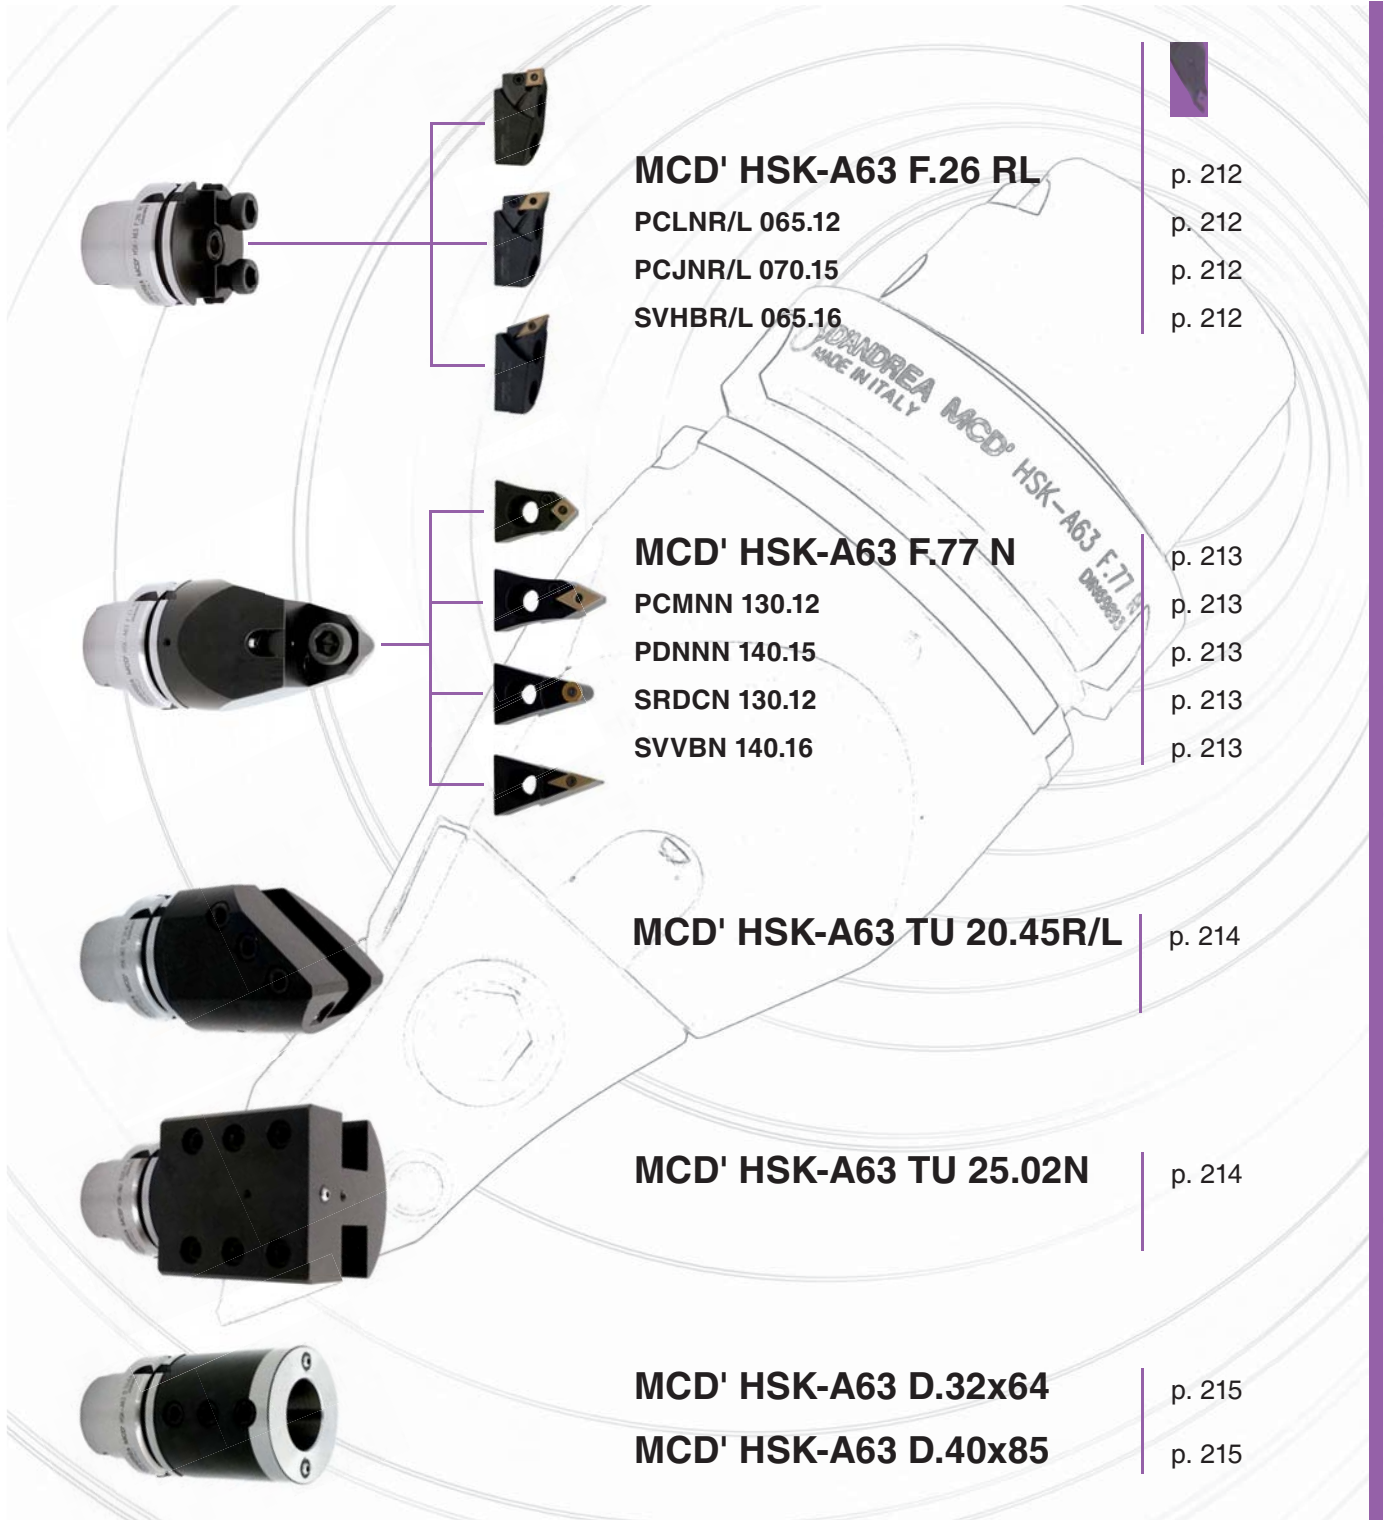 MCD' HSK-A63 F.26 RL p. 212
PCLNR/L 065.12 p. 212
PCJNR/L 070.15 p. 212
SVHBR/L 065.16 p. 212
D'ANDREA MCD' HSK-A63 F.77 N
MADE IN ITALY
DIN69893
MCD' HSK-A63 F.77 N p. 213
PCMNN 130.12 p. 213
PDNNN 140.15 p. 213
SRDCN 130.12 p. 213
SVVBN 140.16 p. 213
MCD' HSK-A63 TU 20.45R/L p. 214
MCD' HSK-A63 TU 25.02N p. 214
MCD' HSK-A63 D.32x64 p. 215
MCD' HSK-A63 D.40x85 p. 215